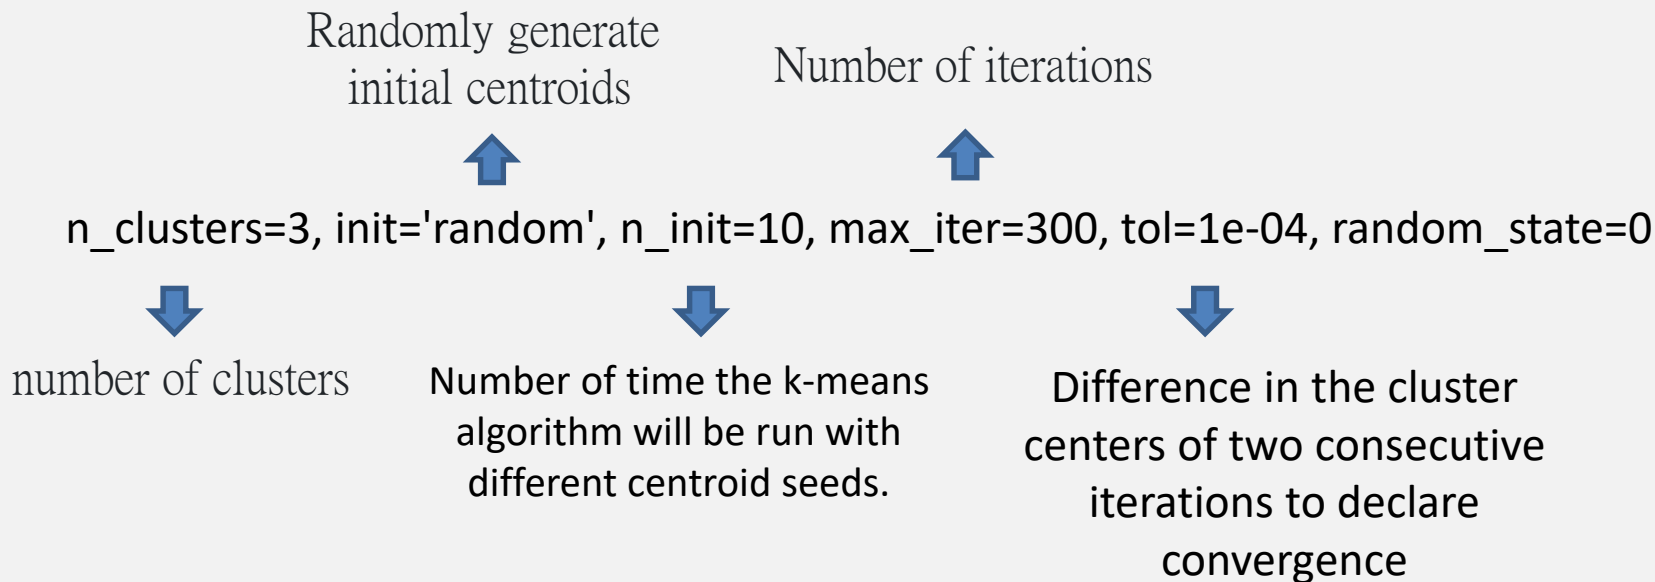 Randomly generate
initial centroids
Number of iterations
n_clusters=3, init='random', n_init=10, max_iter=300, tol=1e-04, random_state=0
number of clusters
Number of time the k-means
algorithm will be run with
different centroid seeds.
Difference in the cluster
centers of two consecutive
iterations to declare
convergence